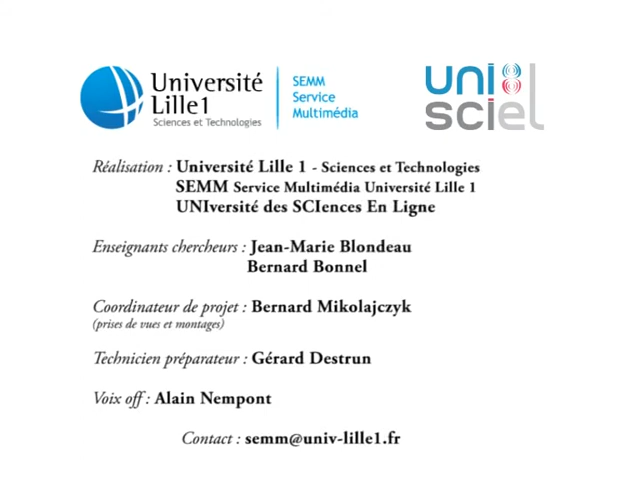 Université
Lille1
Sciences et Technologies
SEMM
Service
Multimédia
uni
sciel
Réalisation : Université Lille 1 - Sciences et Technologies
SEMM Service Multimédia Université Lille 1
UNIversité des SCIences En Ligne
Enseignants chercheurs : Jean-Marie Blondeau
Bernard Bonnel
Coordinateur de projet : Bernard Mikolajczyk
(prises de vues et montages)
Technicien préparateur : Gérard Destrun
Voix off : Alain Nempont
Contact : semm@univ-lille1.fr